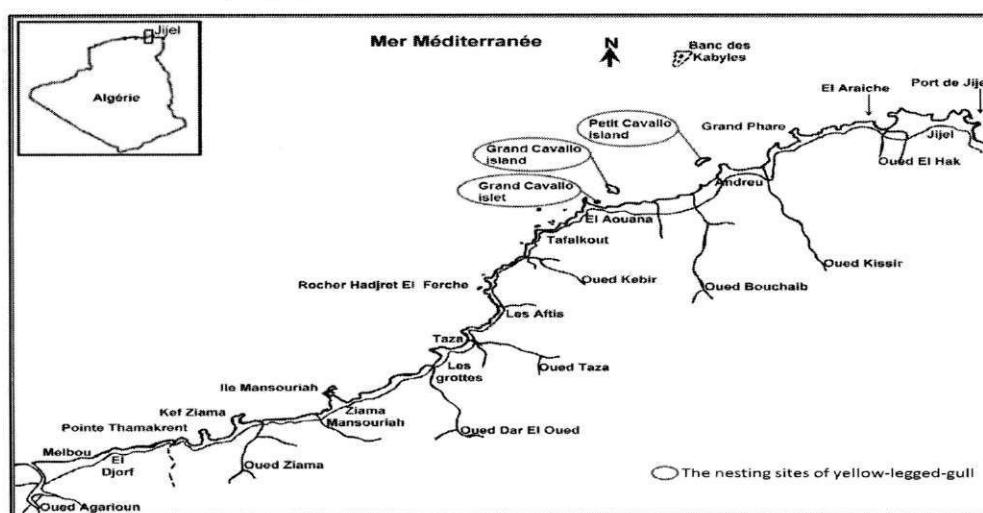 Jijel
Algérie
Mer Méditerranée
N
Banc des
Kabyles
El Araiche
Port de Jije
Petit Cavallo
island
Grand Phare
Jijel
Oued El Hak
Grand Cavallo
island
Grand Cavallo
islet
Andreu
El Aouana
Tafalkout
Oued Kissir
Oued Kebir
Rocher Hadjret El Ferche
Oued Bouchaib
Les Aftis
Taza
Les
grottes
Oued Taza
Ile Mansouriah
Ziama
Mansouriah
Kef Ziama
Pointe Thamakrent
Oued Dar El Oued
Melbou
El
Djorf
Oued Ziama
The nesting sites of yellow-legged-gull
Oued Agarioun